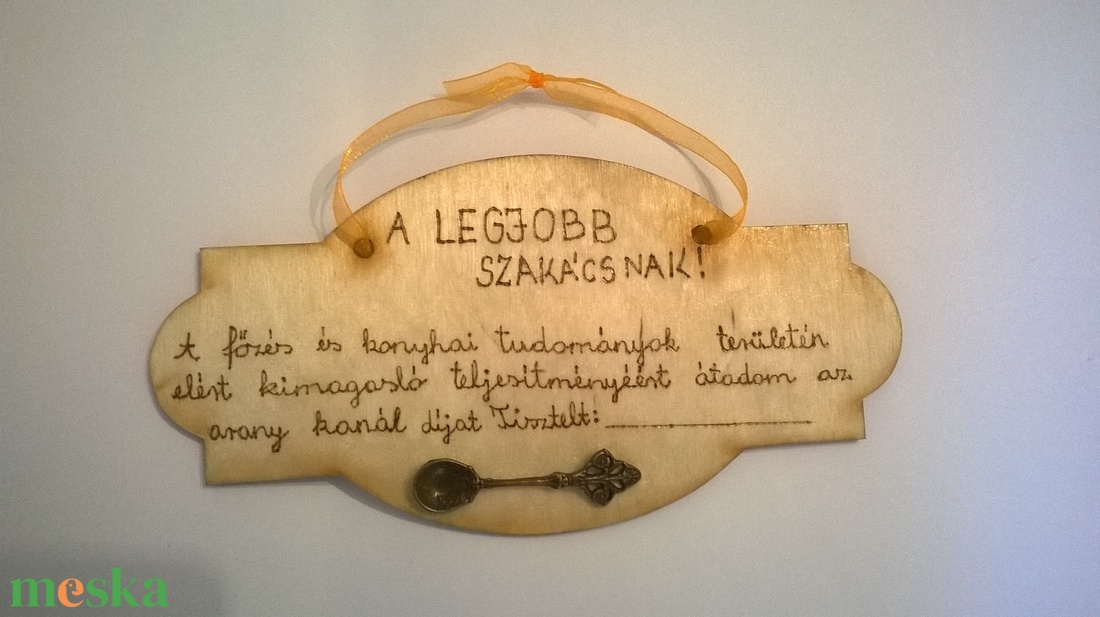 A LEGJOBB
SZAKÁCSNAK!
A főzés és konyhai tudományok területén
elért kimagasló teljesítményéért átadom az
arany kanál díjat Tisztelt:
meska